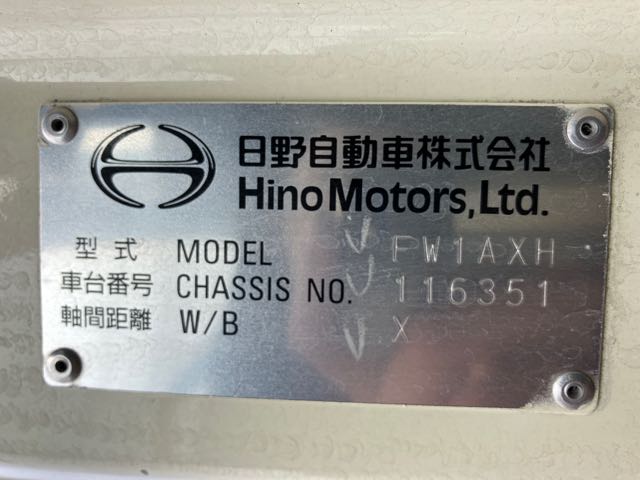 日野自動車株式会社
Hino Motors, Ltd.
型式 MODEL FW1AXH
車台番号 CHASSIS NO. 116351
軸間距離 W/B X